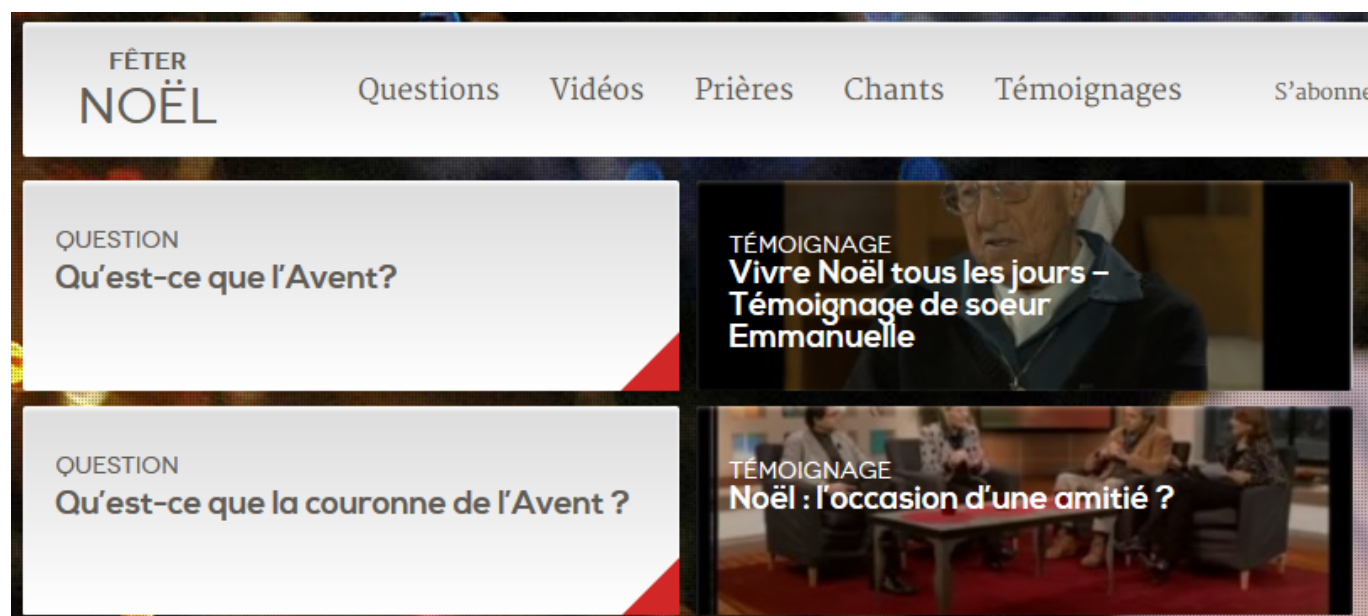 FÊTER
NOËL
Questions Vidéos Prières Chants Témoignages S'abonne
QUESTION
Qu'est-ce que l'Avent?
TÉMOIGNAGE
Vivre Noël tous les jours –
Témoignage de soeur
Emmanuelle
QUESTION
Qu'est-ce que la couronne de l'Avent ?
TÉMOIGNAGE
Noël : l'occasion d'une amitié ?